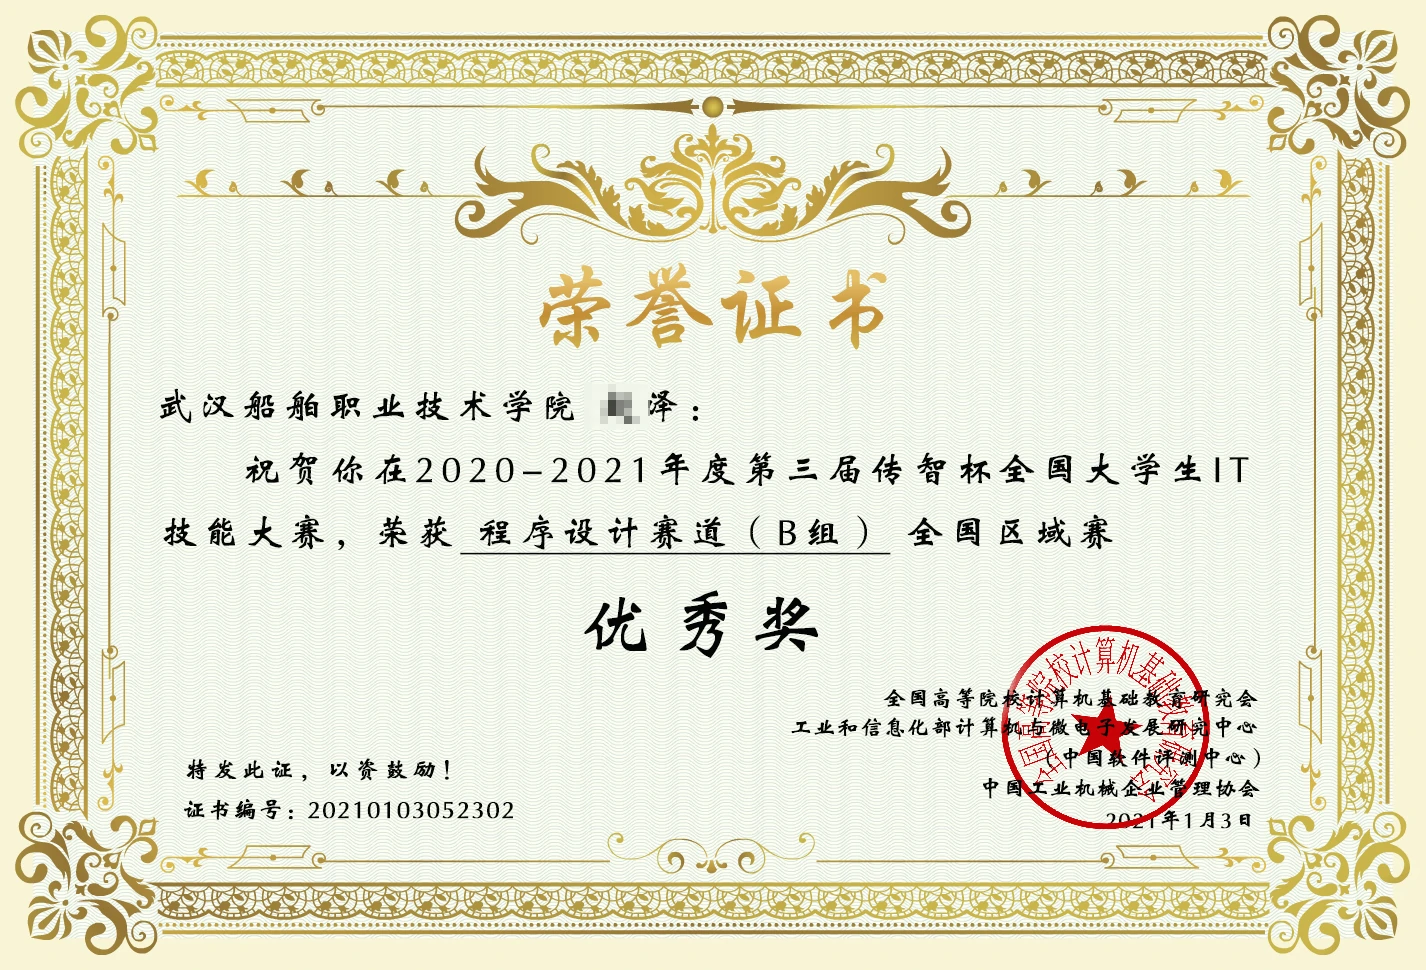 荣誉证书
武汉船舶职业技术学院 泽：
祝贺你在2020-2021年度第三届传智杯全国大学生IT
技能大赛，荣获 程序设计赛道（B组） 全国区域赛
优秀奖
全国高等院校计算机基础教育研究会
工业和信息化部计算机与微电子发展研究中心
（中国软件评测中心）
中国工业机械企业管理协会
2021年1月3日
特发此证，以资鼓励！
证书编号：20210103052302
全国高等院校计算机基础教育研究会